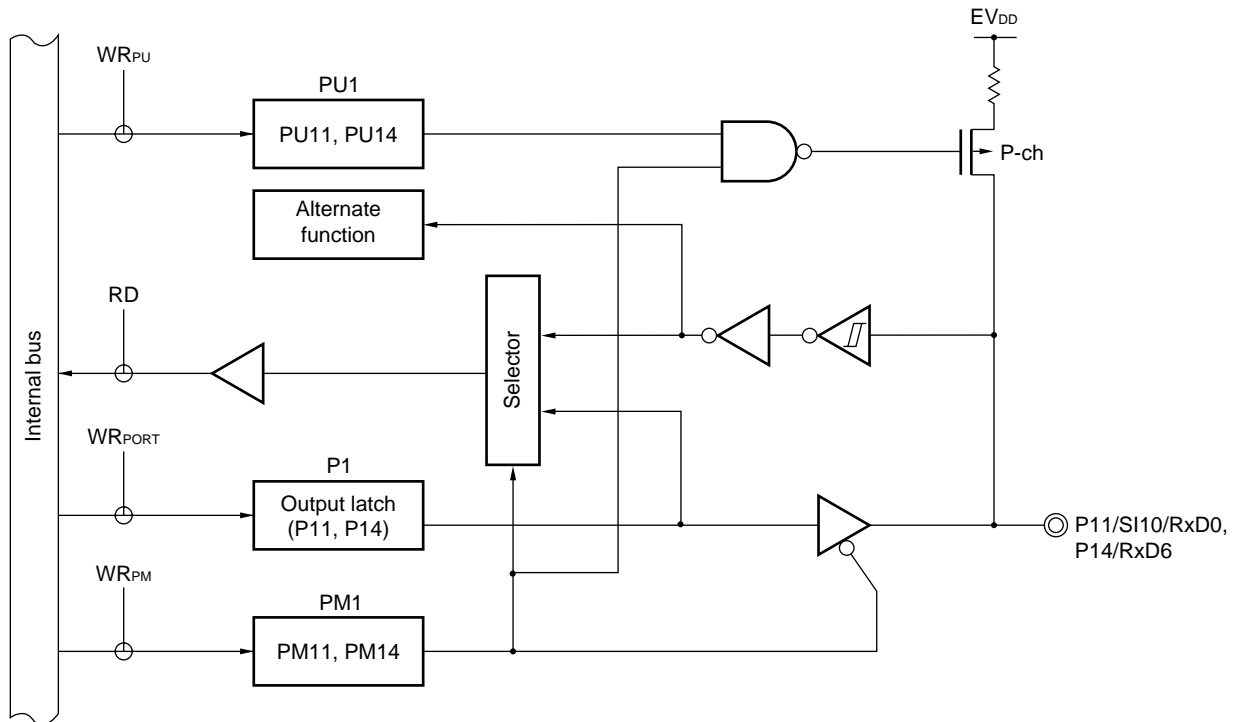 EVDD
WRPU
PU1
PU11, PU14
P-ch
Alternate
function
RD
Selector
Internal bus
WRPORT
P1
Output latch
(P11, P14)
P11/SI10/RxD0,
P14/RxD6
WRPM
PM1
PM11, PM14